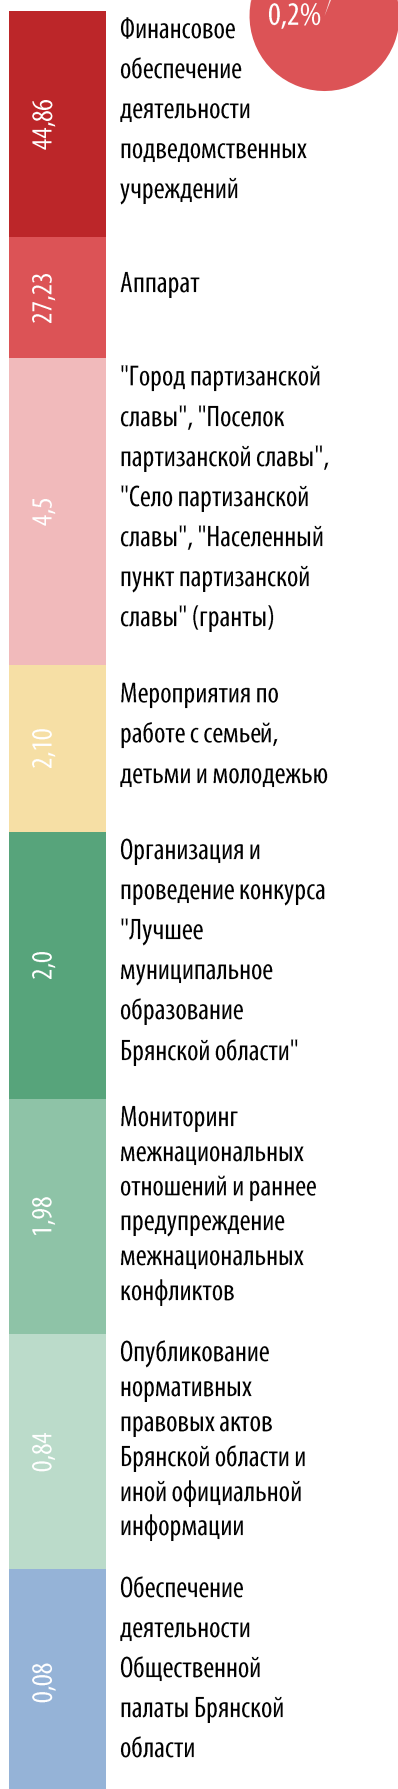 0,2%
44,86
Финансовое
обеспечение
деятельности
подведомственных
учреждений
27,23
Аппарат
4,5
"Город партизанской
славы", "Поселок
партизанской славы",
"Село партизанской
славы", "Населенный
пункт партизанской
славы" (гранты)
2,10
Мероприятия по
работе с семьей,
детьми и молодежью
2,0
Организация и
проведение конкурса
"Лучшее
муниципальное
образование
Брянской области"
1,98
Мониторинг
межнациональных
отношений и раннее
предупреждение
межнациональных
конфликтов
0,84
Опубликование
нормативных
правовых актов
Брянской области и
иной официальной
информации
0,08
Обеспечение
деятельности
Общественной
палаты Брянской
области